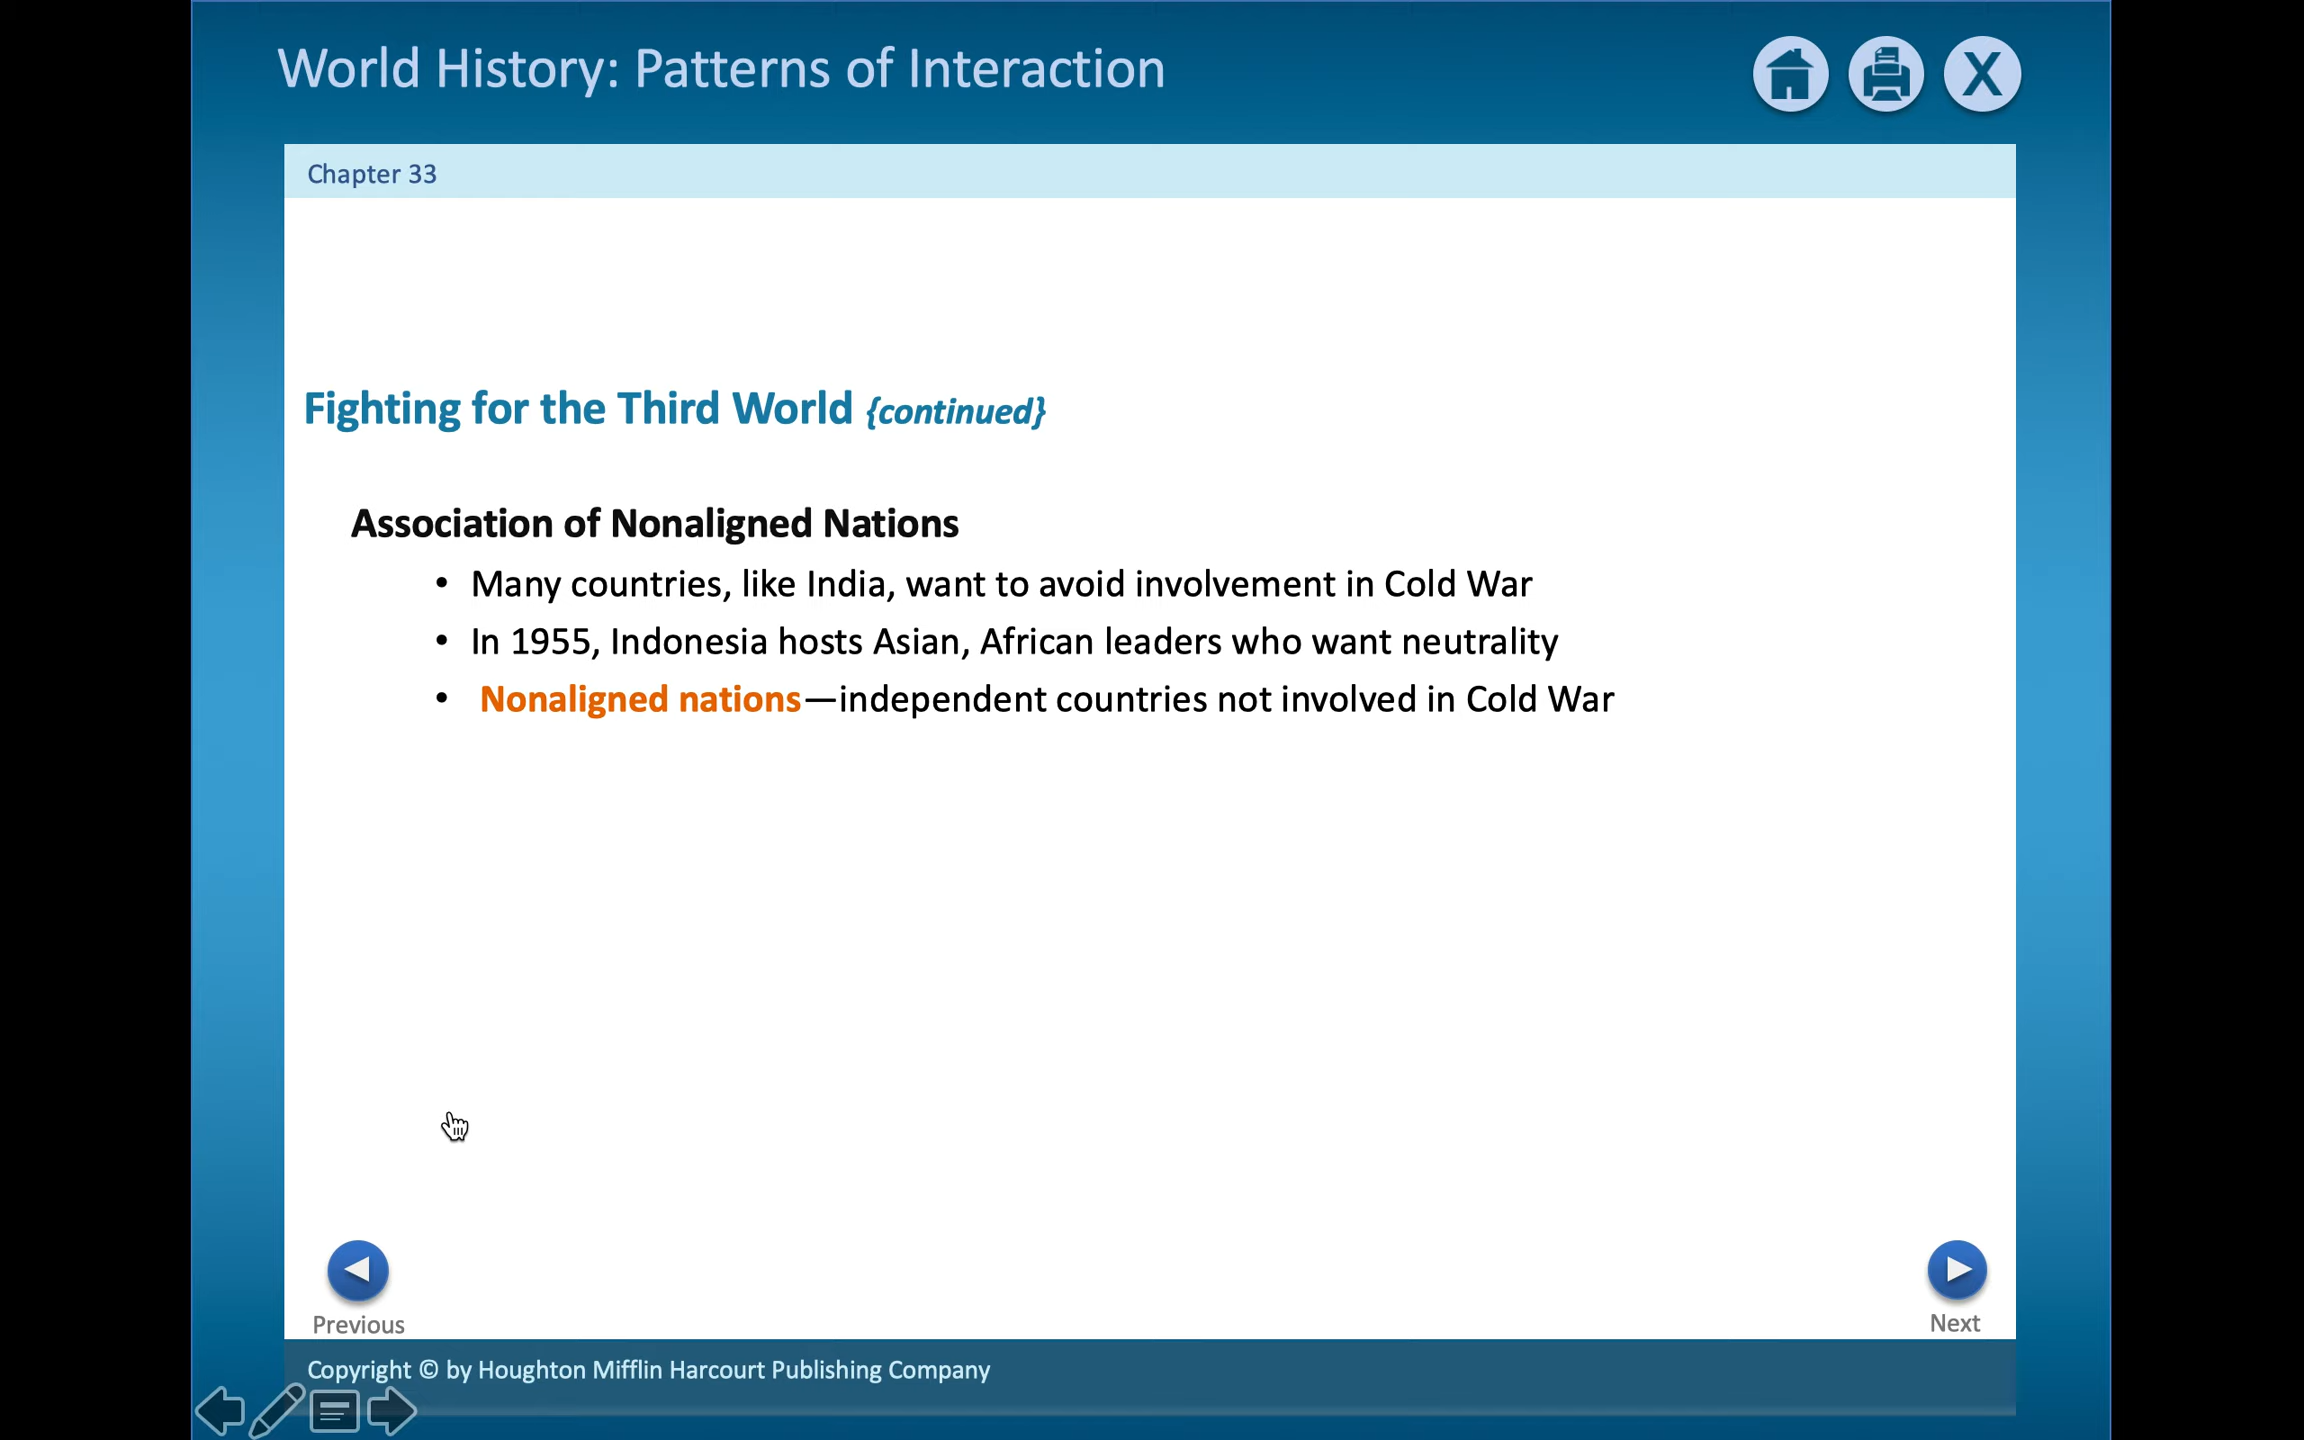 World History: Patterns of Interaction
X
Chapter 33
Fighting for the Third World {continued}
Association of Nonaligned Nations
• Many countries, like India, want to avoid involvement in Cold War
• In 1955, Indonesia hosts Asian, African leaders who want neutrality
• Nonaligned nations—independent countries not involved in Cold War
Previous
Next
Copyright © by Houghton Mifflin Harcourt Publishing Company